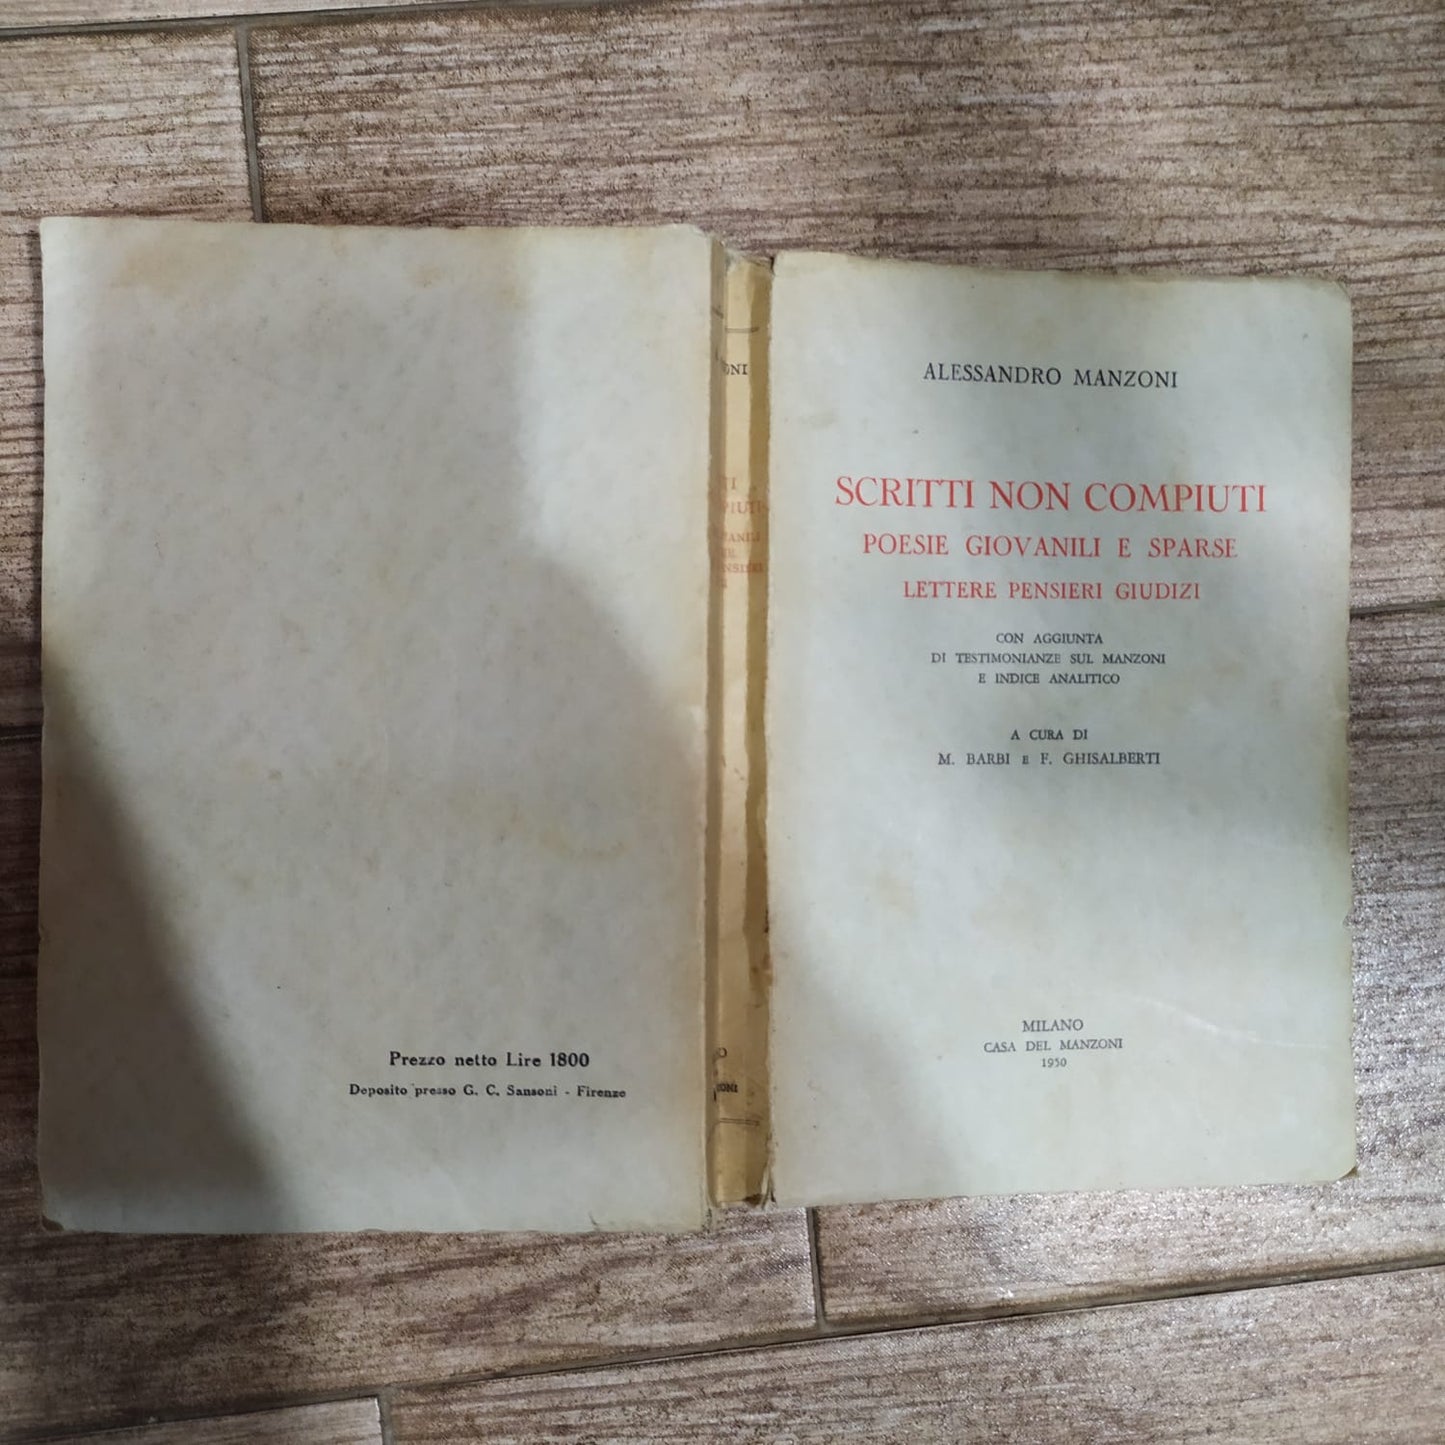 Prezzo netto Lire 1800
Deposito presso G. C. Sansoni - Firenze
ALESSANDRO MANZONI
SCRITTI NON COMPIUTI
POESIE GIOVANILI E SPARSE
LETTERE PENSIERI GIUDIZI
CON AGGIUNTA
DI TESTIMONIANZE SUL MANZONI
E INDICE ANALITICO
A CURA DI
M. BARBI E F. GHISALBERTI
MILANO
CASA DEL MANZONI
1950